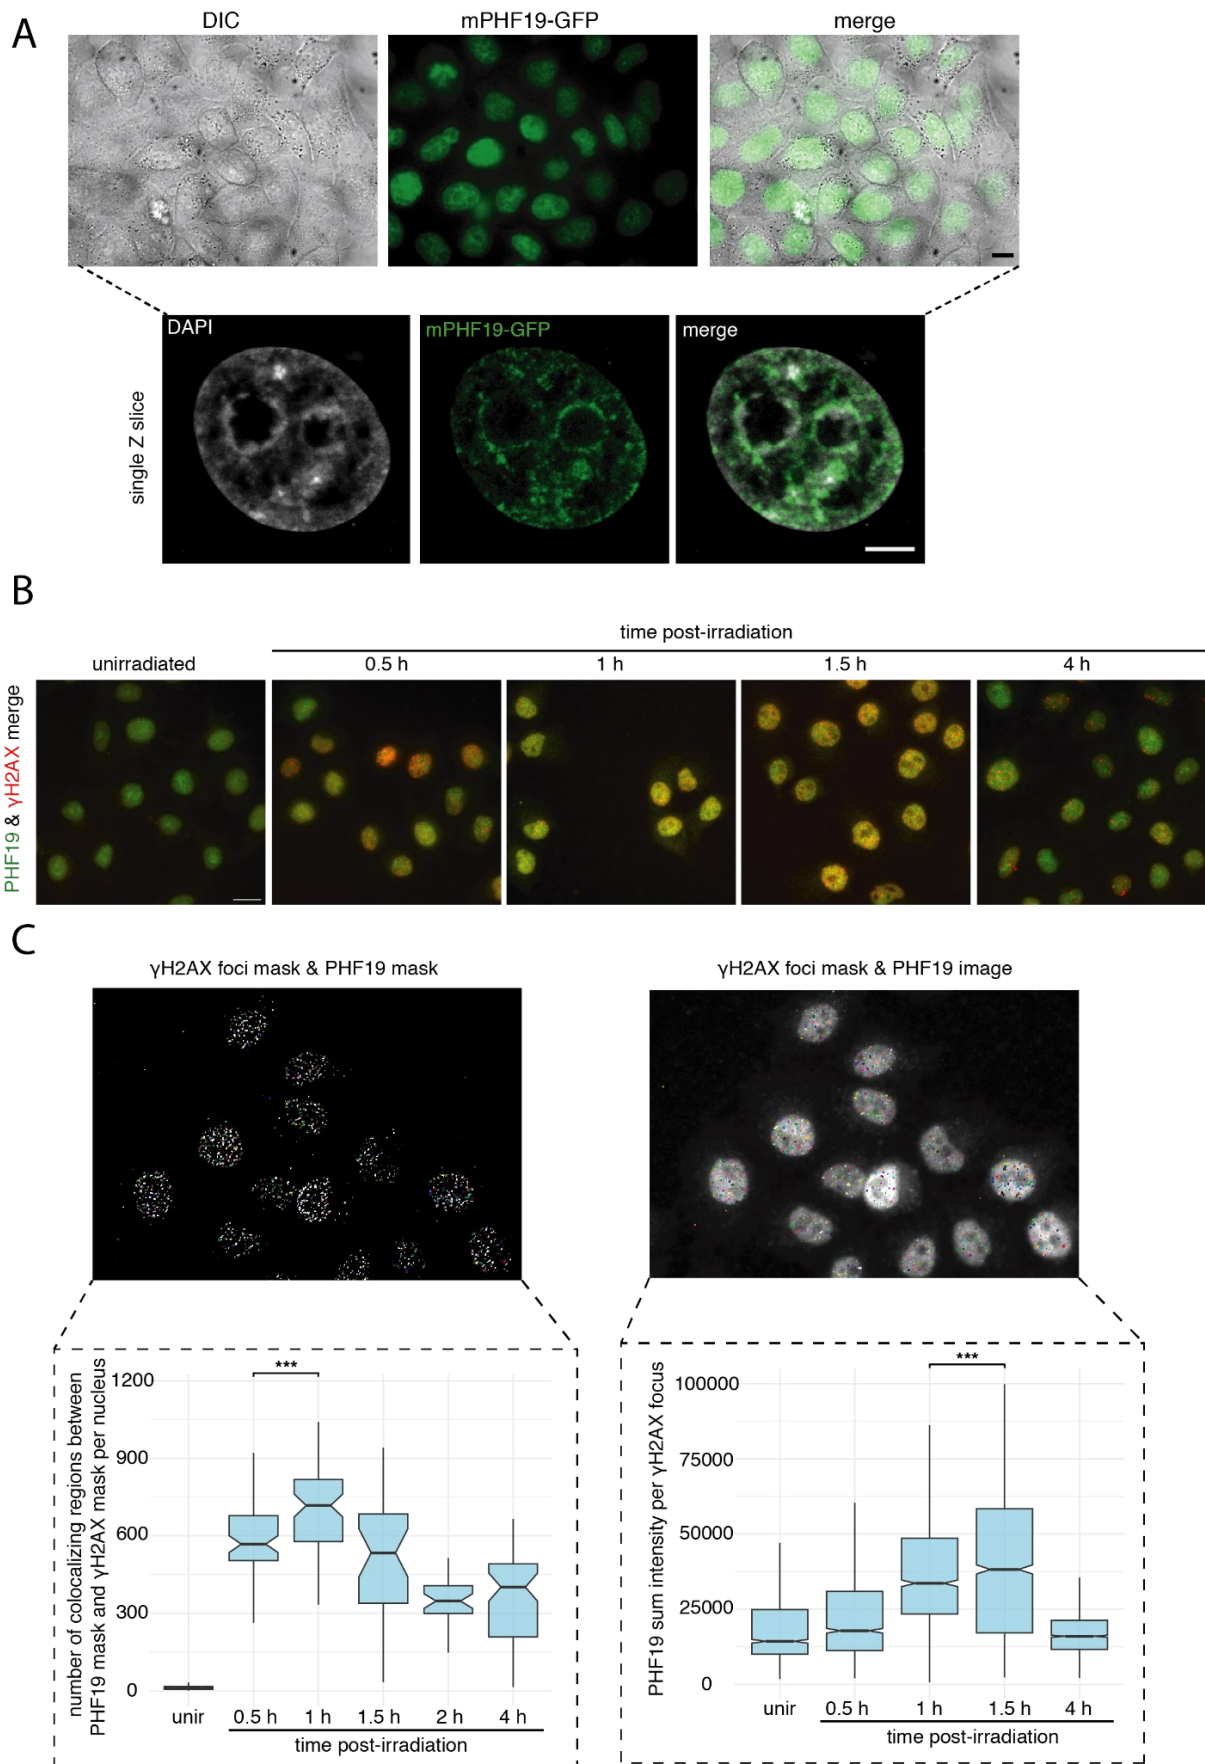 A
DIC
mPHF19-GFP
merge
single Z slice
DAPI
mPHF19-GFP
merge
B
time post-irradiation
unirradiated
0.5 h
1 h
1.5 h
4 h
PHF19 & γH2AX merge
C
γH2AX foci mask & PHF19 mask
γH2AX foci mask & PHF19 image
number of colocalizing regions between
PHF19 mask and γH2AX mask per nucleus
1200
900
600
300
0
***
unir
0.5 h
1 h
1.5 h
2 h
4 h
time post-irradiation
PHF19 sum intensity per γH2AX focus
100000
75000
50000
25000
0
***
unir
0.5 h
1 h
1.5 h
4 h
time post-irradiation